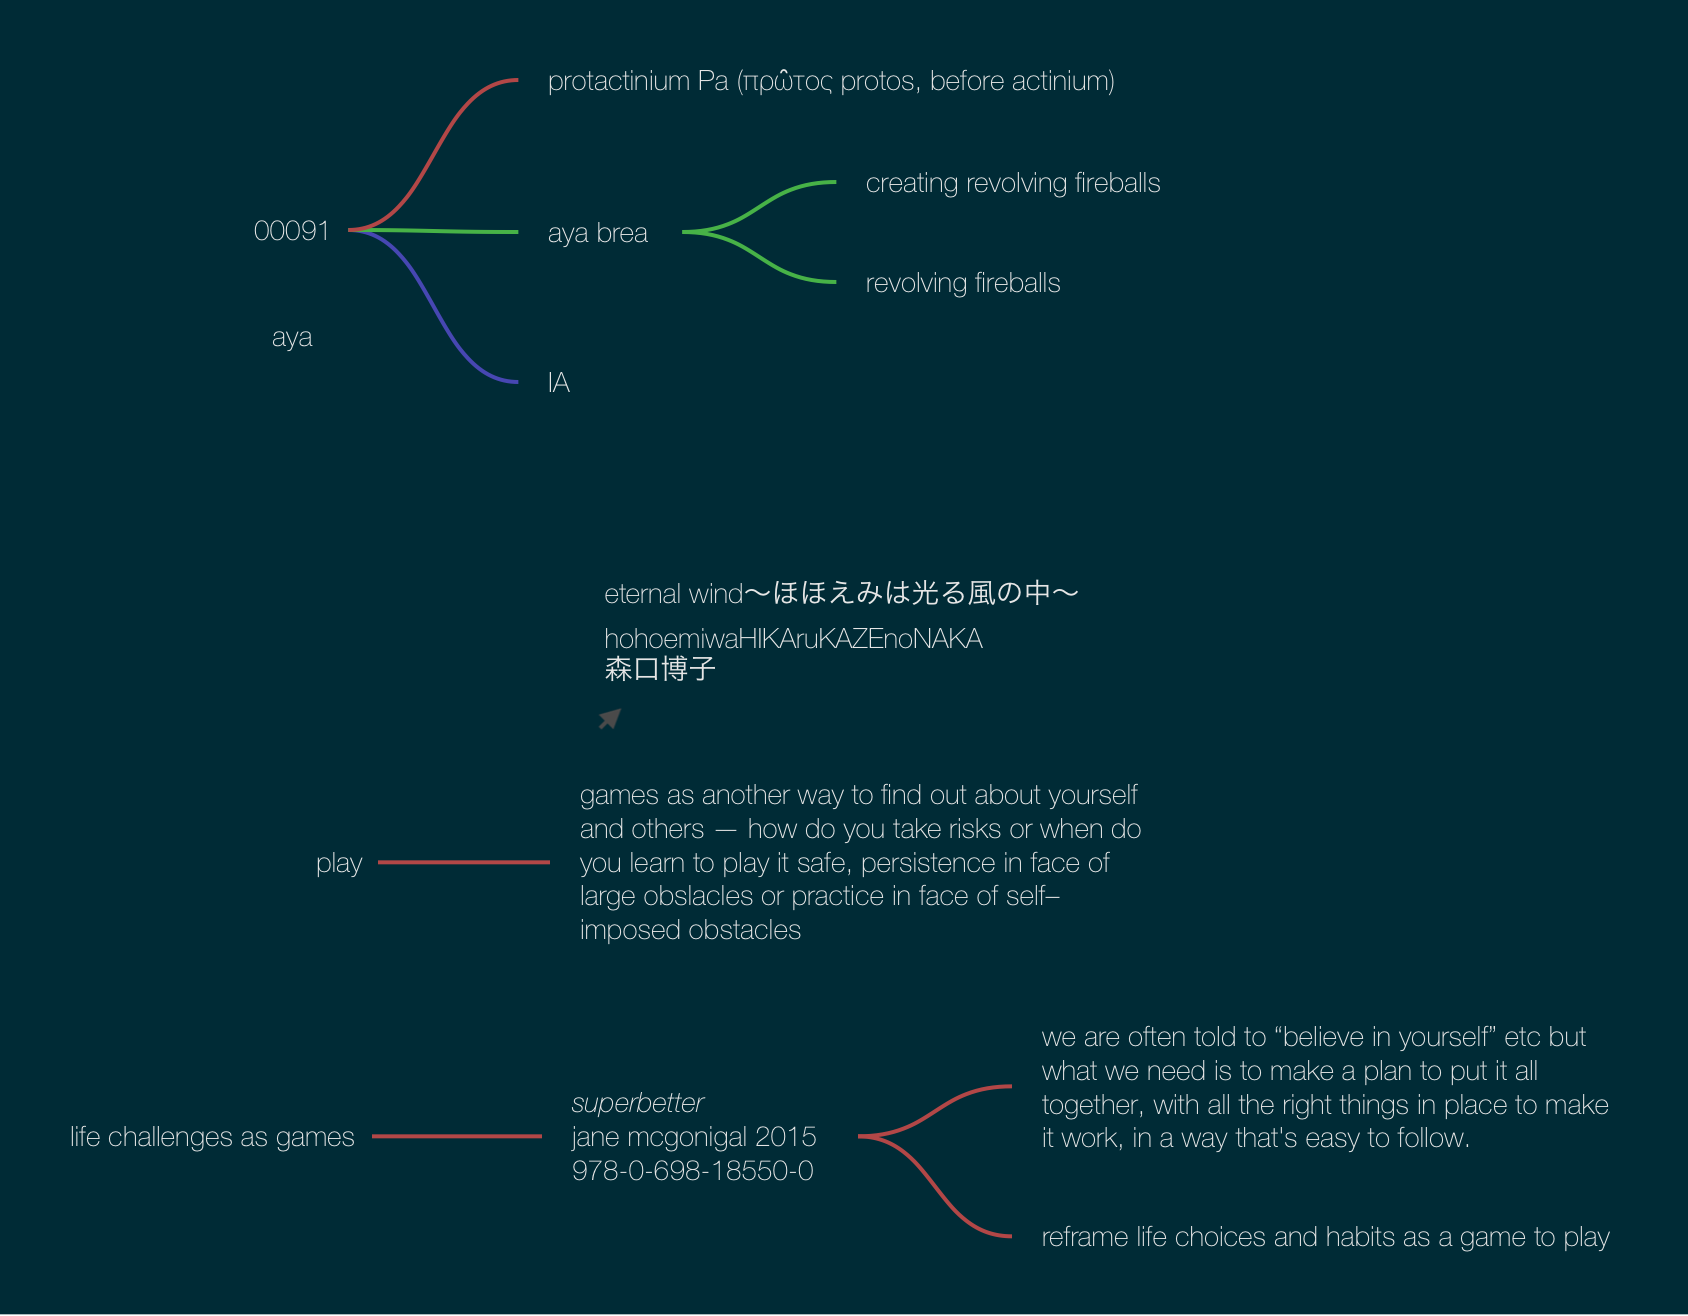 protactinium Pa (πρῶτος protos, before actinium)
creating revolving fireballs
00091
aya brea
revolving fireballs
aya
IA
eternal wind〜ほほえみは光る風の中〜
hohoemiwaHIKAruKAZEnoNAKA
森口博子
games as another way to find out about yourself
and others — how do you take risks or when do
play
you learn to play it safe, persistence in face of
large obslacles or practice in face of self–
imposed obstacles
life challenges as games
superbetter
jane mcgonigal 2015
978-0-698-18550-0
we are often told to “believe in yourself” etc but
what we need is to make a plan to put it all
together, with all the right things in place to make
it work, in a way that's easy to follow.
reframe life choices and habits as a game to play